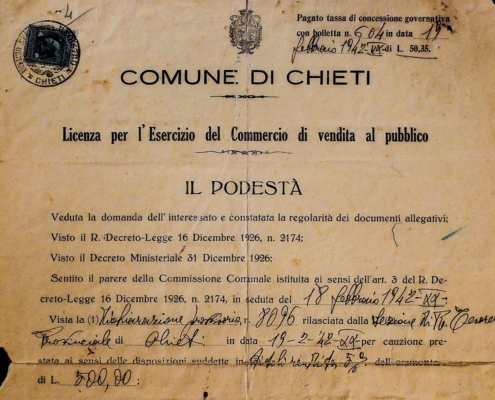 4
Pagato tassa di concessione governativa
con bolletta n. 604 in data 19
febbraio 1942-XX di L. 50,35.
CHIETI
COMUNE DI CHIETI
Licenza per l'Esercizio del Commercio di vendita al pubblico
IL PODESTÀ
Veduta la domanda dell'interessato e constatata la regolarità dei documenti allegativi;
Visto il R.-Decreto-Legge 16 Dicembre 1926, n. 2174;
Visto il Decreto Ministeriale 31 Dicembre 1926;
Sentito il parere della Commissione Comunale istituita ai sensi dell'art. 3 del R. De-
creto-Legge 16 Dicembre 1926, n. 2174, in seduta del 18 febbraio 1942-XX.
Vista la (1) dichiarazione provvisoria n. 8096 rilasciata dalla Sezione di R. Tesoreria
Provinciale di Chieti in data 19-2-42-XX per cauzione pre-
stata ai sensi delle disposizioni suddette in Rendita 5% dell'ammontare
di L. 500,00;